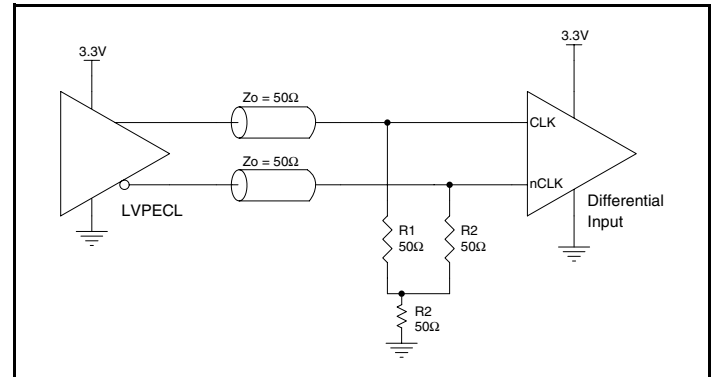 3.3V
3.3V
Zo = 50Ω
CLK
Zo = 50Ω
nCLK
LVPECL
Differential
Input
R1
50Ω
R2
50Ω
R2
50Ω